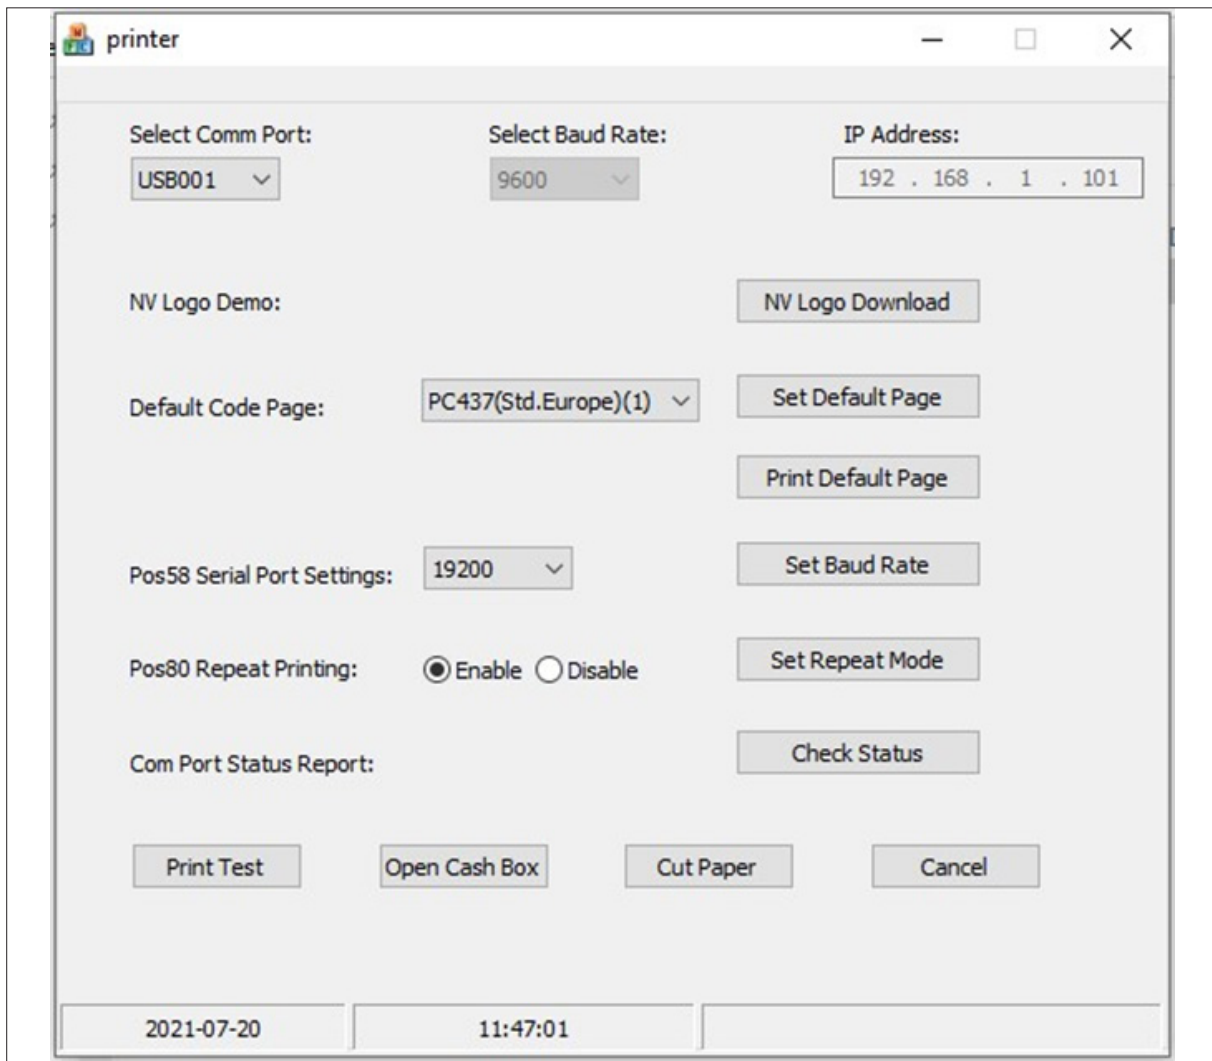 printer
Select Comm Port: Select Baud Rate: IP Address:
USB001 9600 192 . 168 . 1 . 101
NV Logo Demo: NV Logo Download
Default Code Page: PC437(Std.Europe)(1) Set Default Page
Print Default Page
Pos58 Serial Port Settings: 19200 Set Baud Rate
Pos80 Repeat Printing: Enable Disable Set Repeat Mode
Com Port Status Report: Check Status
Print Test Open Cash Box Cut Paper Cancel
2021-07-20 11:47:01